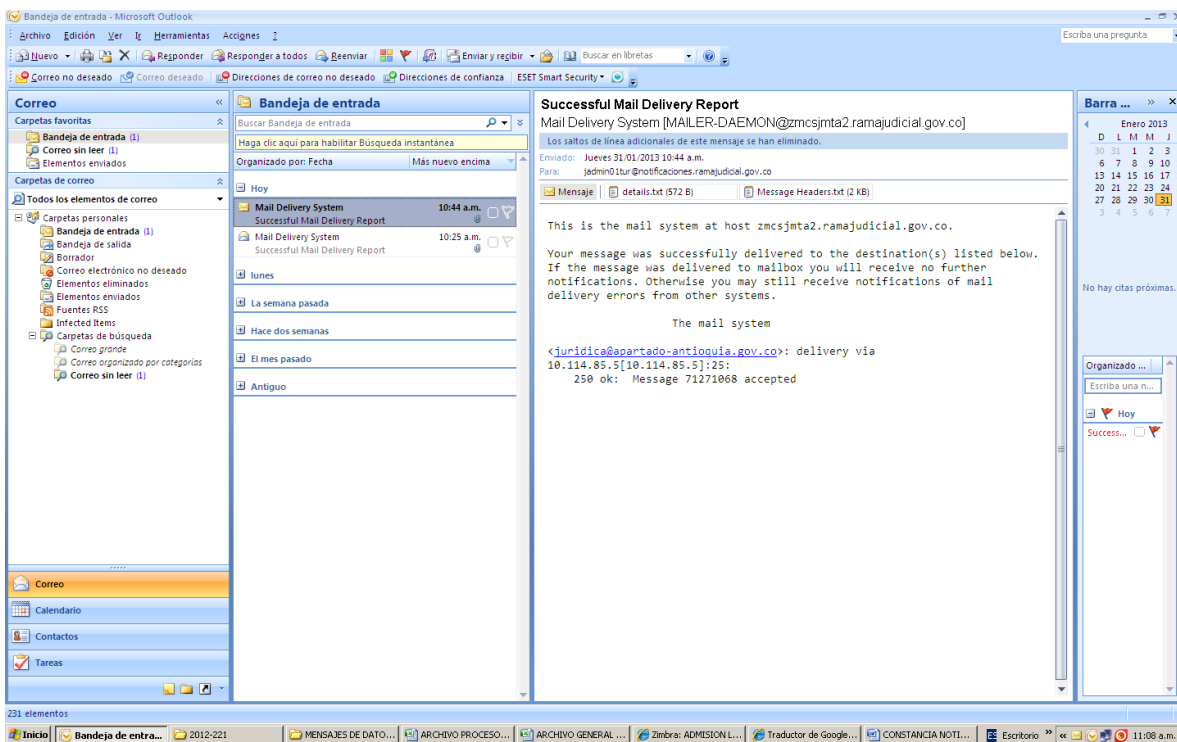 Bandeja de entrada - Microsoft Outlook
Archivo Edición Ver Ir Herramientas Acciones ?
Escriba una pregunta
Nuevo Responder Responder a todos Reenviar Enviar y recibir Buscar en libretas
Correo no deseado Correo deseado Direcciones de correo no deseado Direcciones de confianza ESET Smart Security
Correo «
Carpetas favoritas
Bandeja de entrada (1)
Correo sin leer (1)
Elementos enviados
Carpetas de correo
Todos los elementos de correo
Carpetas personales
Bandeja de entrada (1)
Bandeja de salida
Borrador
Correo electrónico no deseado
Elementos eliminados
Elementos enviados
Fuentes RSS
Infected Items
Carpetas de búsqueda
Correo grande
Correo organizado por categorías
Correo sin leer (1)
Correo
Calendario
Contactos
Tareas
Bandeja de entrada
Buscar Bandeja de entrada
Haga clic aquí para habilitar Búsqueda instantánea
Organizado por: Fecha Más nuevo encima
Hoy
Mail Delivery System 10:44 a.m.
Successful Mail Delivery Report
Mail Delivery System 10:25 a.m.
Successful Mail Delivery Report
lunes
La semana pasada
Hace dos semanas
El mes pasado
Antiguo
Successful Mail Delivery Report
Mail Delivery System [MAILER-DAEMON@zmcsjmta2.ramajudicial.gov.co]
Los saltos de línea adicionales de este mensaje se han eliminado.
Enviado: Jueves 31/01/2013 10:44 a.m.
Para: jadmin01tur@notificaciones.ramajudicial.gov.co
Mensaje details.txt (572 B) Message Headers.txt (2 KB)
This is the mail system at host zmcsjmta2.ramajudicial.gov.co.
Your message was successfully delivered to the destination(s) listed below.
If the message was delivered to mailbox you will receive no further
notifications. Otherwise you may still receive notifications of mail
delivery errors from other systems.
The mail system
<juridica@apartado-antioquia.gov.co>: delivery via
10.114.85.5[10.114.85.5]:25:
250 ok: Message 71271068 accepted
Barra ... » ×
Enero 2013
D L M M J
30 31 1 2 3
6 7 8 9 10
13 14 15 16 17
20 21 22 23 24
27 28 29 30 31
3 4 5 6 7
No hay citas próximas.
Organizado ...
Escriba una n...
Hoy
Success...
231 elementos
Inicio Bandeja de entra... 2012-221 MENSAJES DE DATO... ARCHIVO PROCESO... ARCHIVO GENERAL ... Zimbra: ADMISION L... Traductor de Google... CONSTANCIA NOTI... ES Escritorio » « 11:08 a.m.